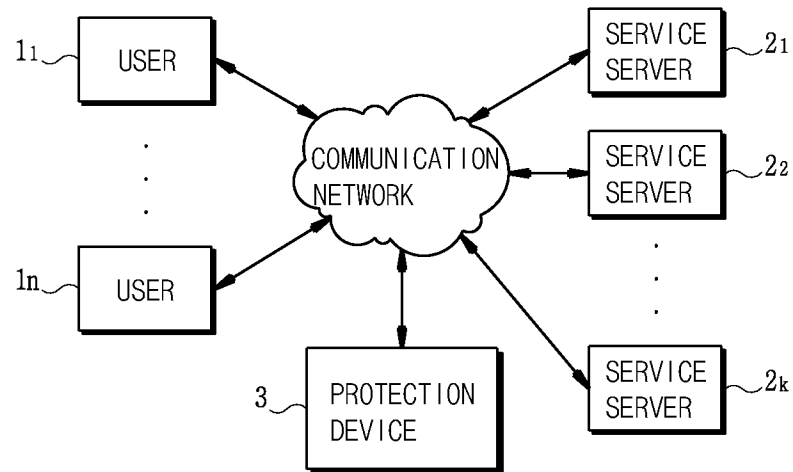 1₁
USER
1n
USER
COMMUNICATION
NETWORK
SERVICE
SERVER
2₁
SERVICE
SERVER
2₂
SERVICE
SERVER
2k
3
PROTECTION
DEVICE